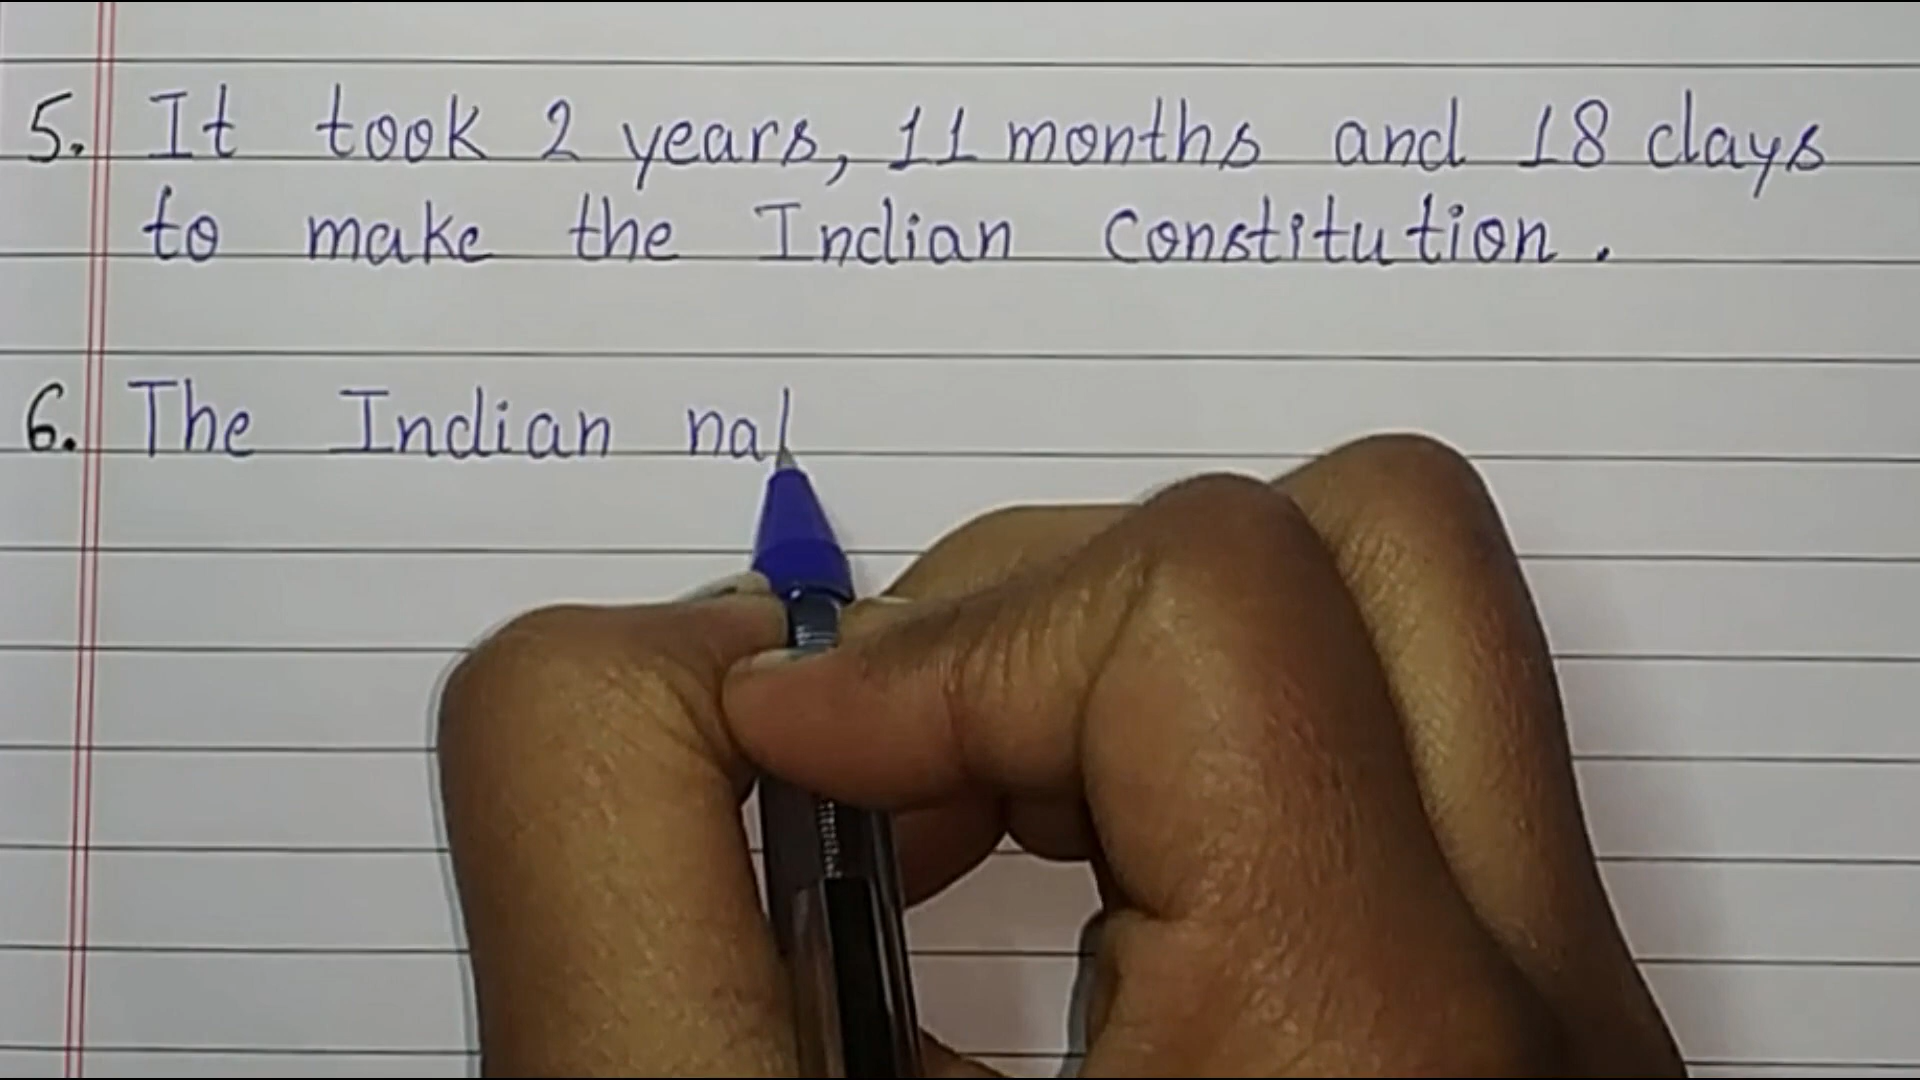 5. It took 2 years, 11 months and 18 days
to make the Indian Constitution.
6. The Indian na